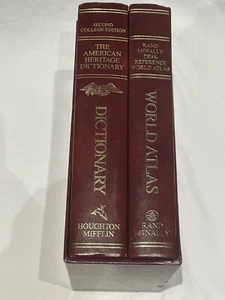 SECOND
COLLEGE EDITION
THE
AMERICAN
HERITAGE
DICTIONARY
DICTIONARY
HOUGHTON
MIFFLIN
RAND
MCNALLY
DESK
REFERENCE
WORLD ATLAS
WORLD ATLAS
RAND
MCNALLY